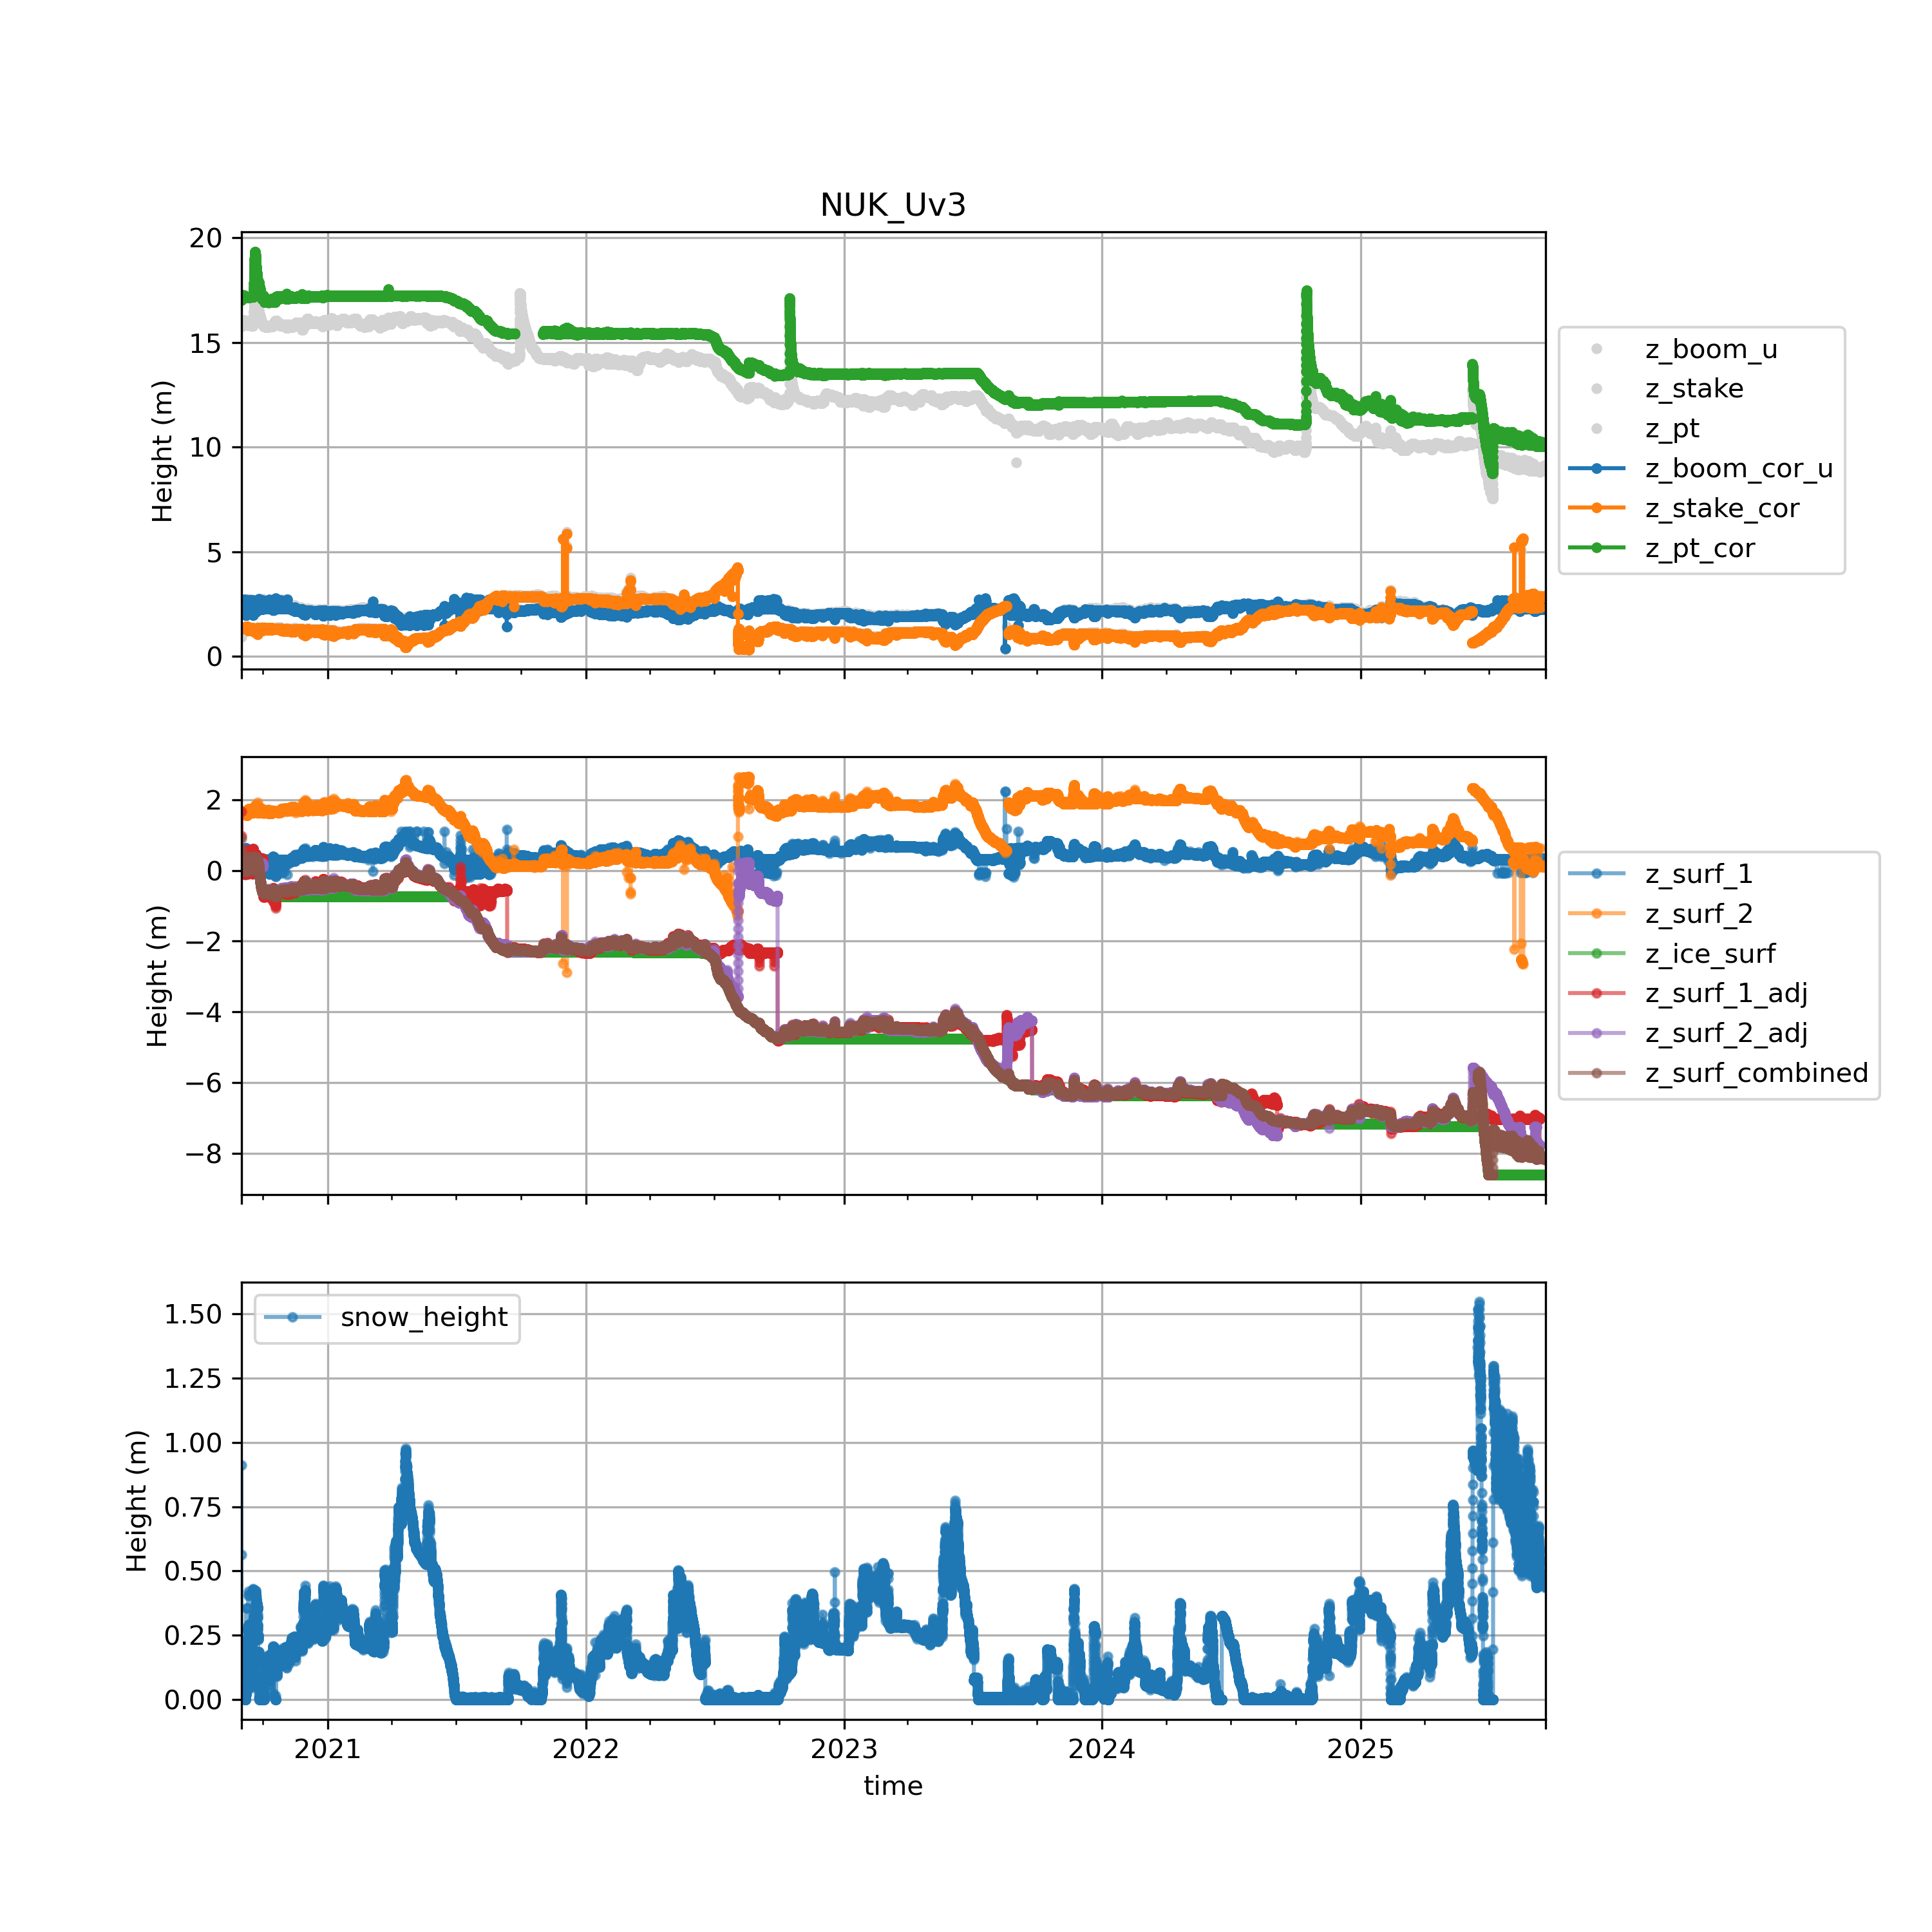 NUK_Uv3
20
15
10
5
0
Height (m)
z_boom_u
z_stake
z_pt
z_boom_cor_u
z_stake_cor
z_pt_cor
2
0
−2
−4
−6
−8
Height (m)
z_surf_1
z_surf_2
z_ice_surf
z_surf_1_adj
z_surf_2_adj
z_surf_combined
1.50
1.25
1.00
0.75
0.50
0.25
0.00
Height (m)
snow_height
2021 2022 2023 2024 2025
time